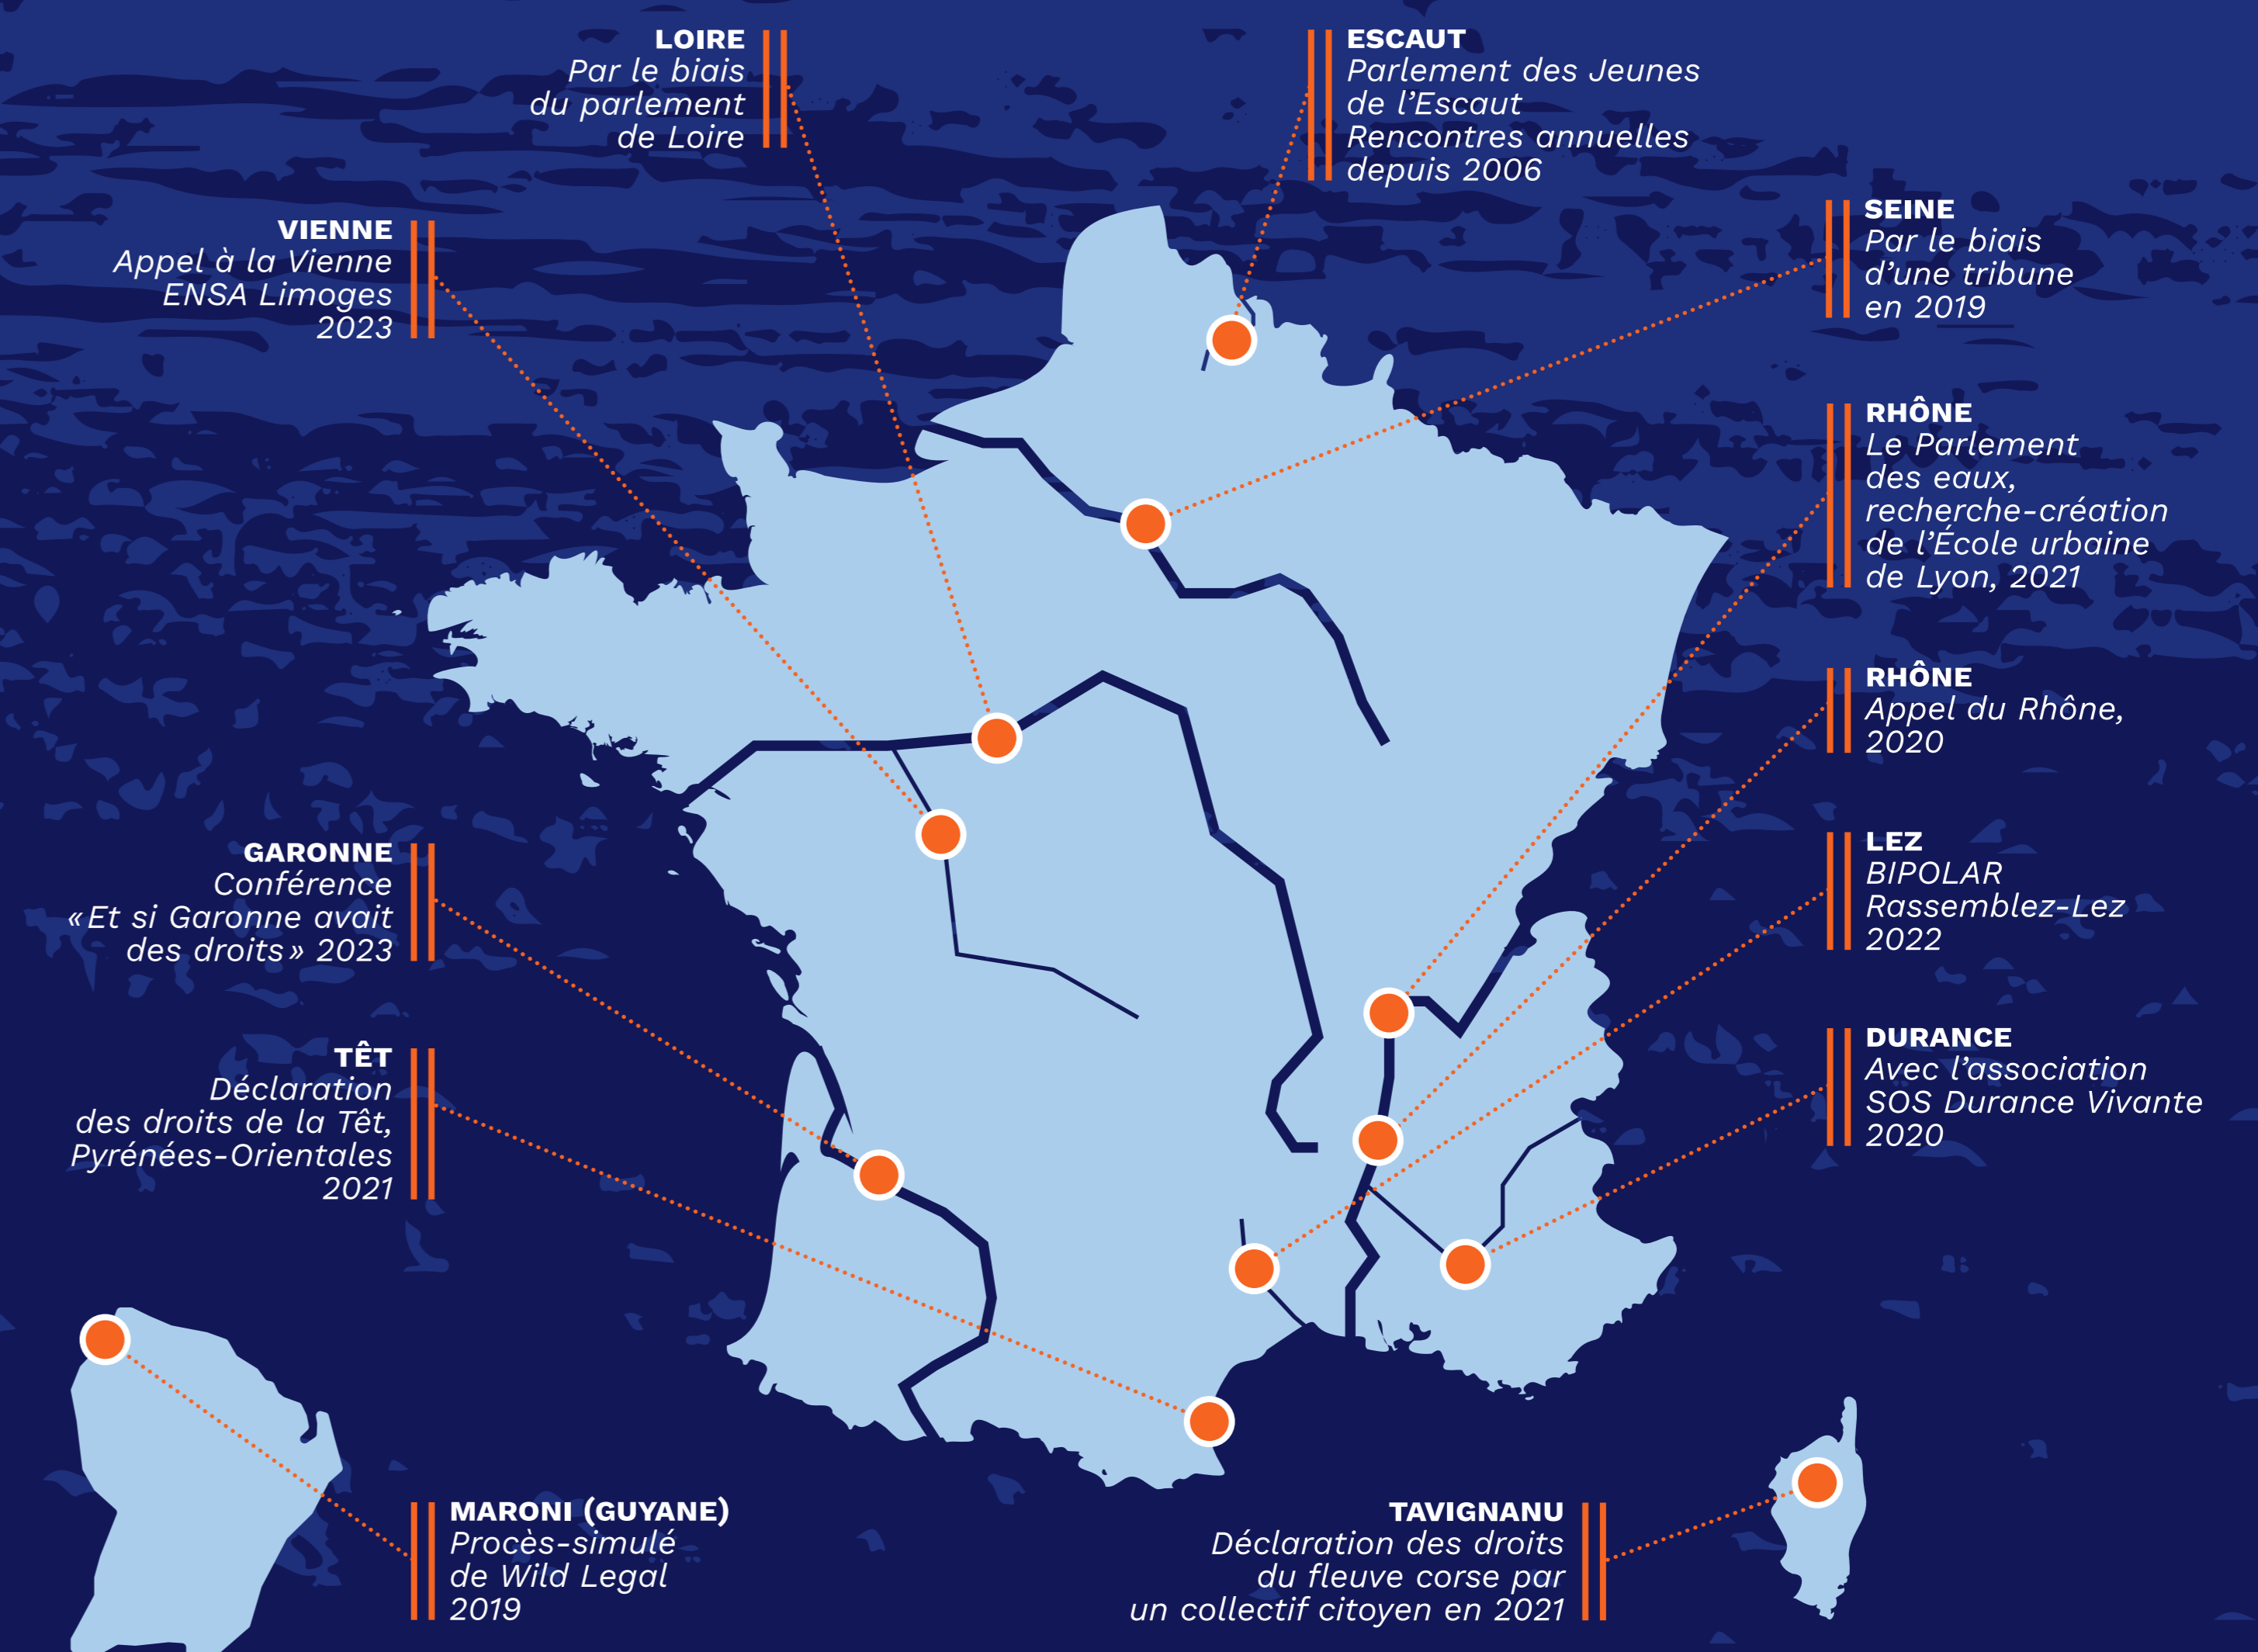 LOIRE
Par le biais
du parlement
de Loire
ESCAUT
Parlement des Jeunes
de l’Escaut
Rencontres annuelles
depuis 2006
VIENNE
Appel à la Vienne
ENSA Limoges
2023
SEINE
Par le biais
d’une tribune
en 2019
RHÔNE
Le Parlement
des eaux,
recherche-création
de l’École urbaine
de Lyon, 2021
RHÔNE
Appel du Rhône,
2020
GARONNE
Conférence
« Et si Garonne avait
des droits » 2023
LEZ
BIPOLAR
Rassemblez-Lez
2022
TÊT
Déclaration
des droits de la Têt,
Pyrénées-Orientales
2021
DURANCE
Avec l’association
SOS Durance Vivante
2020
MARONI (GUYANE)
Procès-simulé
de Wild Legal
2019
TAVIGNANU
Déclaration des droits
du fleuve corse par
un collectif citoyen en 2021